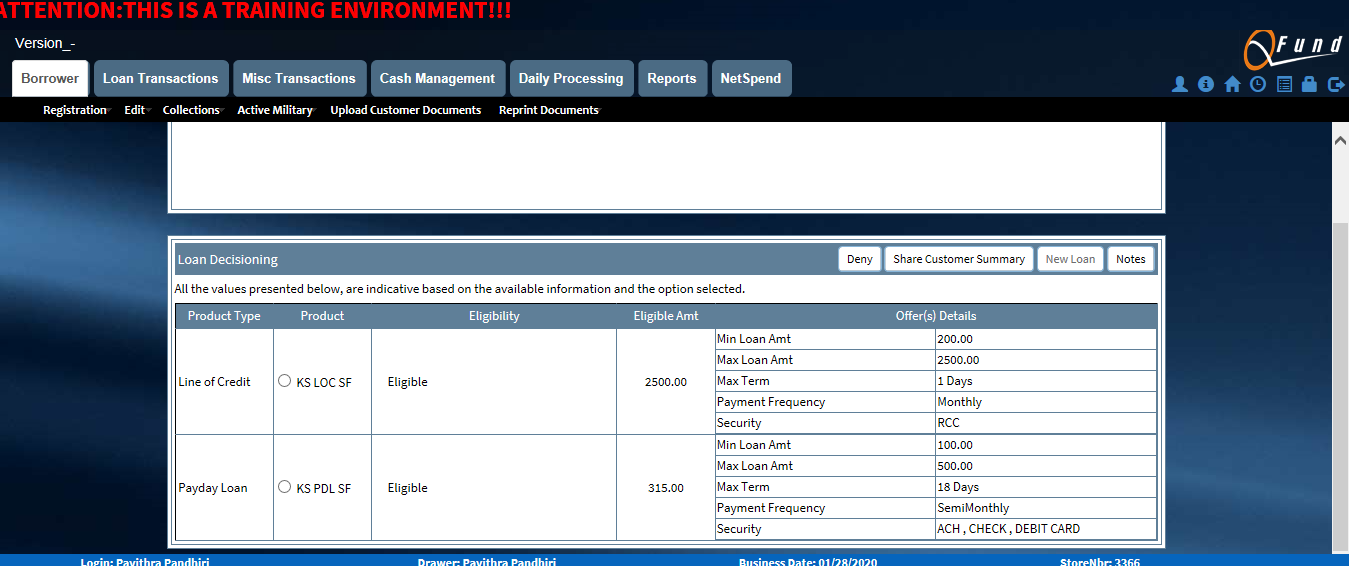 ATTENTION:THIS IS A TRAINING ENVIRONMENT!!!
Version_-
QFund
Borrower Loan Transactions Misc Transactions Cash Management Daily Processing Reports NetSpend
Registration Edit Collections Active Military Upload Customer Documents Reprint Documents
Loan Decisioning Deny Share Customer Summary New Loan Notes
All the values presented below, are indicative based on the available information and the option selected.
Product Type Product Eligibility Eligible Amt Offer(s) Details
Line of Credit KS LOC SF Eligible 2500.00
Min Loan Amt 200.00
Max Loan Amt 2500.00
Max Term 1 Days
Payment Frequency Monthly
Security RCC
Payday Loan KS PDL SF Eligible 315.00
Min Loan Amt 100.00
Max Loan Amt 500.00
Max Term 18 Days
Payment Frequency SemiMonthly
Security ACH , CHECK , DEBIT CARD
Login: Pavithra Pandhiri Drawer: Pavithra Pandhiri Business Date: 01/28/2020 StoreNbr: 3366